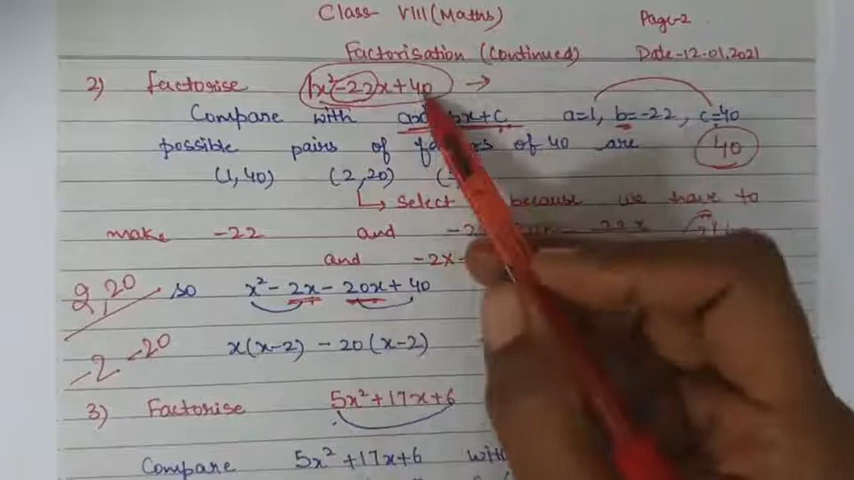 Class- VIII (Maths) Page-2
Factorisation (Continued) Date-12.01.2021
2) factorise 1x²-22x+40 →
Compare with ax² bx+c a=1, b=-22, c=40
possible pairs of factors of 40 are 40
(1,40) (2,20)
Select because we have to
make -22 and -22x
and -2x
2,20 so x²-2x-20x+40
-2 -20 x(x-2) -20(x-2)
3) Factorise 5x²+17x+6
Compare 5x²+17x+6